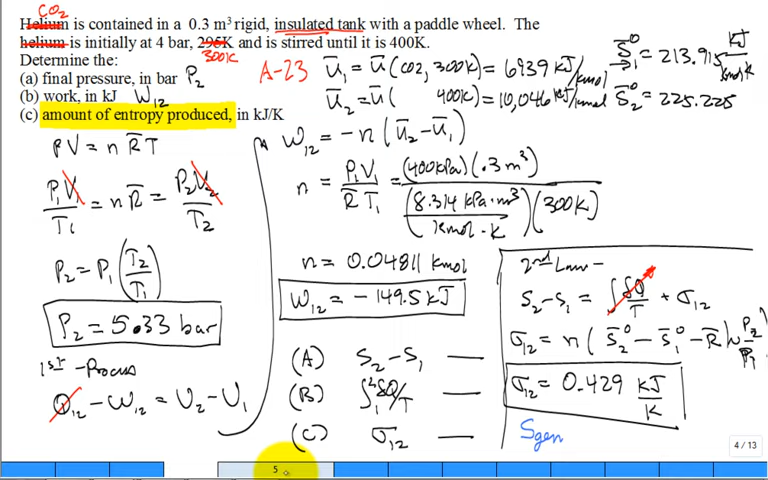 CO2
Helium is contained in a 0.3 m³ rigid, insulated tank with a paddle wheel. The
helium is initially at 4 bar, 295K and is stirred until it is 400K.
300K
Determine the:
(a) final pressure, in bar P2
(b) work, in kJ W12
(c) amount of entropy produced, in kJ/K
A-23
ū1 = ū(CO2, 300K) = 6939 kJ/kmol
ū2 = ū( 400K) = 10,046 kJ/kmol
S̄1° = 213.915 kJ/kmol K
S̄2° = 225.225
PV = n R̄ T
P1V1/T1 = n R̄ = P2V2/T2
P2 = P1 (T2/T1)
P2 = 5.33 bar
1st - Process
Q12 - W12 = U2 - U1
W12 = -n (ū2 - ū1)
n = P1V1/R̄T1 = (400kPa)(.3m³)/(8.314 kPa·m³/kmol-K)(300K)
n = 0.04811 kmol
W12 = -149.5 kJ
(A) S2 - S1
(B) ∫₁² δQ/T
(C) σ12
2nd Law -
S2 - S1 = ∫δQ/T + σ12
σ12 = n( S̄2° - S̄1° - R̄ ln P2/P1
σ12 = 0.429 kJ/K
Sgen
4 / 13
5